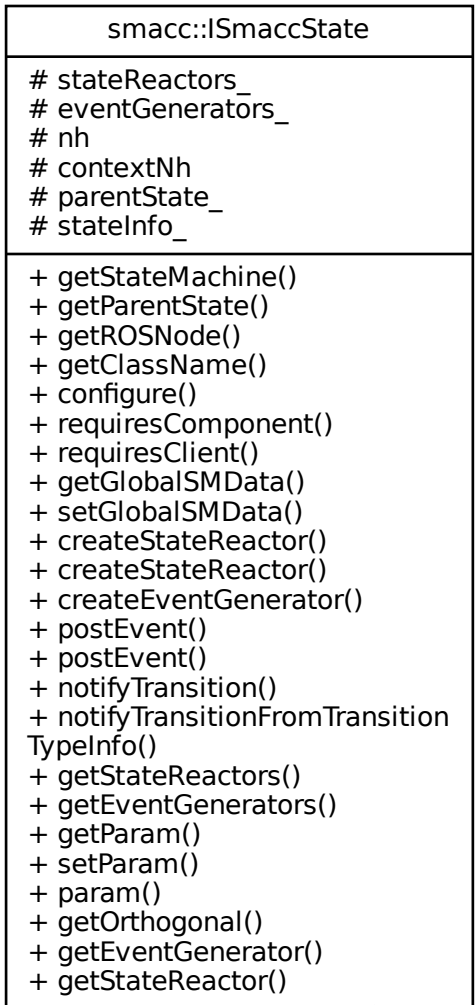 smacc::ISmaccState
# stateReactors_
# eventGenerators_
# nh
# contextNh
# parentState_
# stateInfo_
+ getStateMachine()
+ getParentState()
+ getROSNode()
+ getClassName()
+ configure()
+ requiresComponent()
+ requiresClient()
+ getGlobalSMData()
+ setGlobalSMData()
+ createStateReactor()
+ createStateReactor()
+ createEventGenerator()
+ postEvent()
+ postEvent()
+ notifyTransition()
+ notifyTransitionFromTransition
TypeInfo()
+ getStateReactors()
+ getEventGenerators()
+ getParam()
+ setParam()
+ param()
+ getOrthogonal()
+ getEventGenerator()
+ getStateReactor()